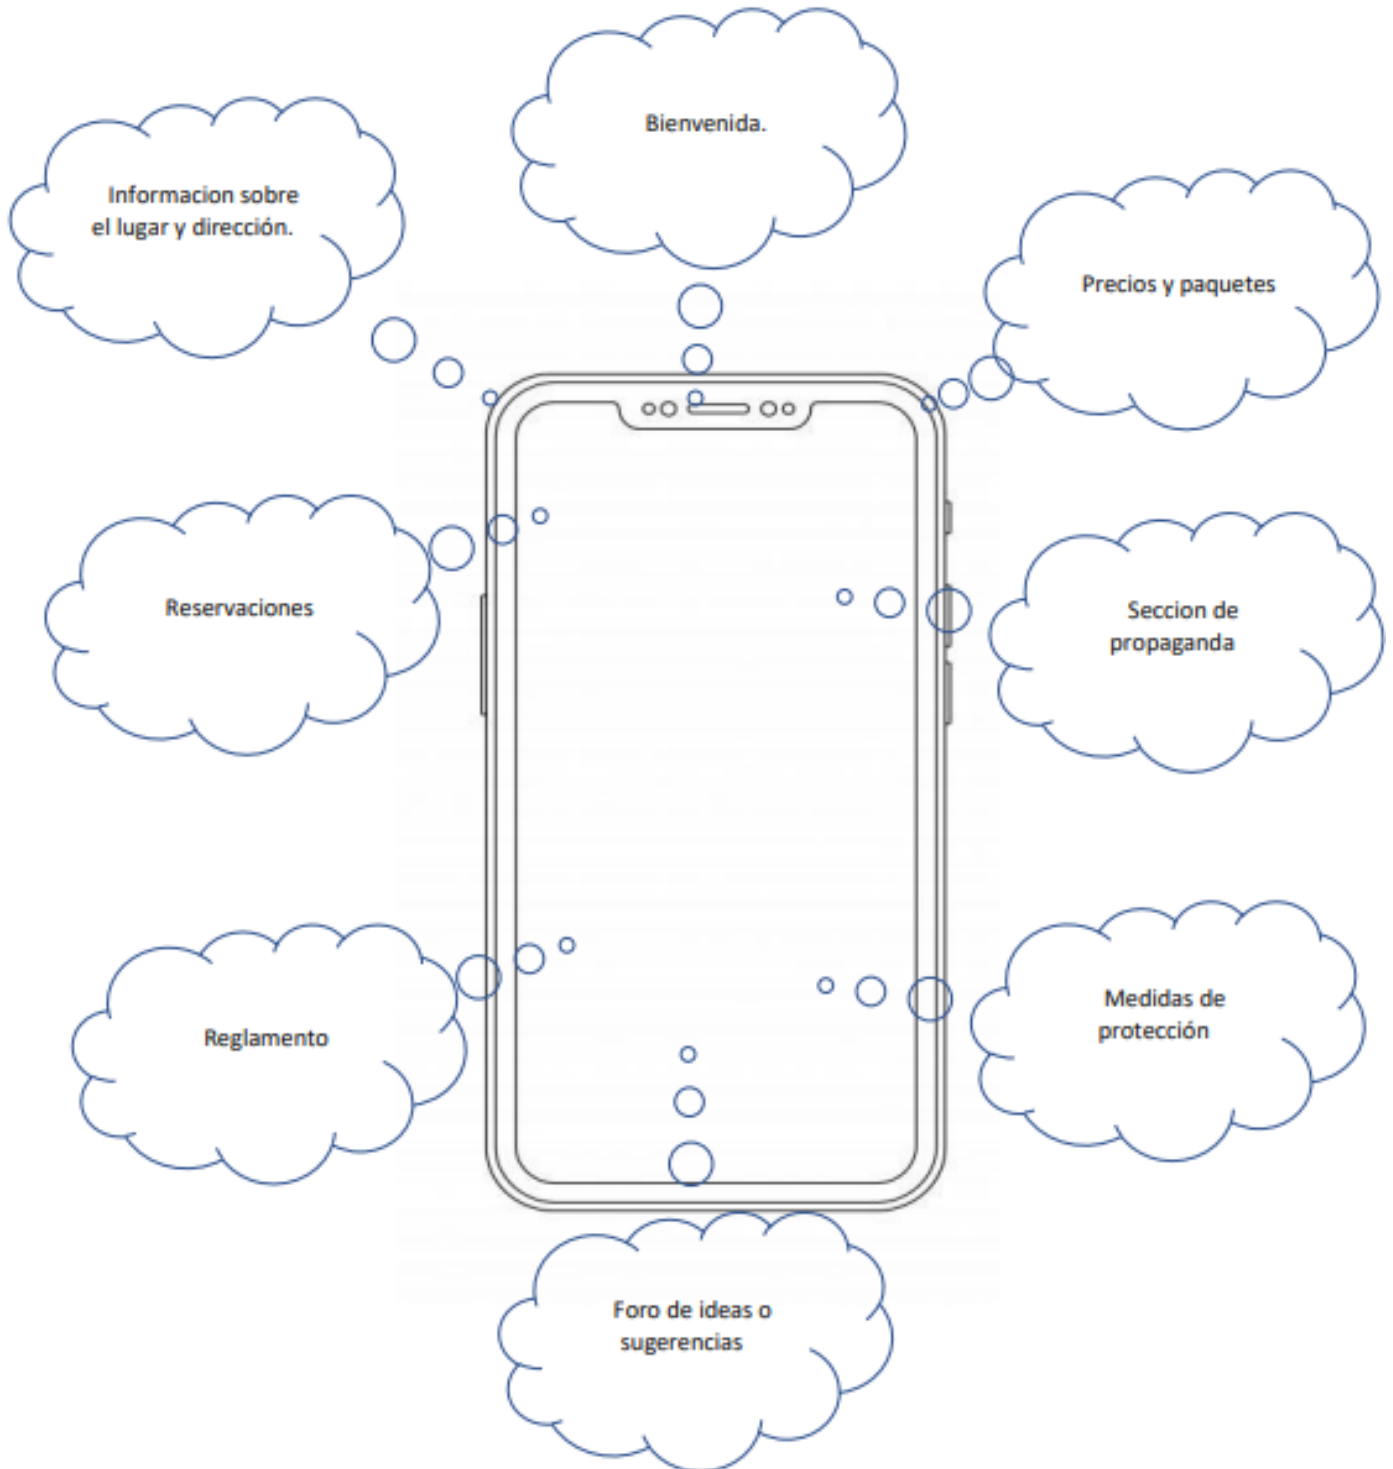 Bienvenida.
Informacion sobre
el lugar y dirección.
Precios y paquetes
Reservaciones
Seccion de
propaganda
Reglamento
Medidas de
protección
Foro de ideas o
sugerencias